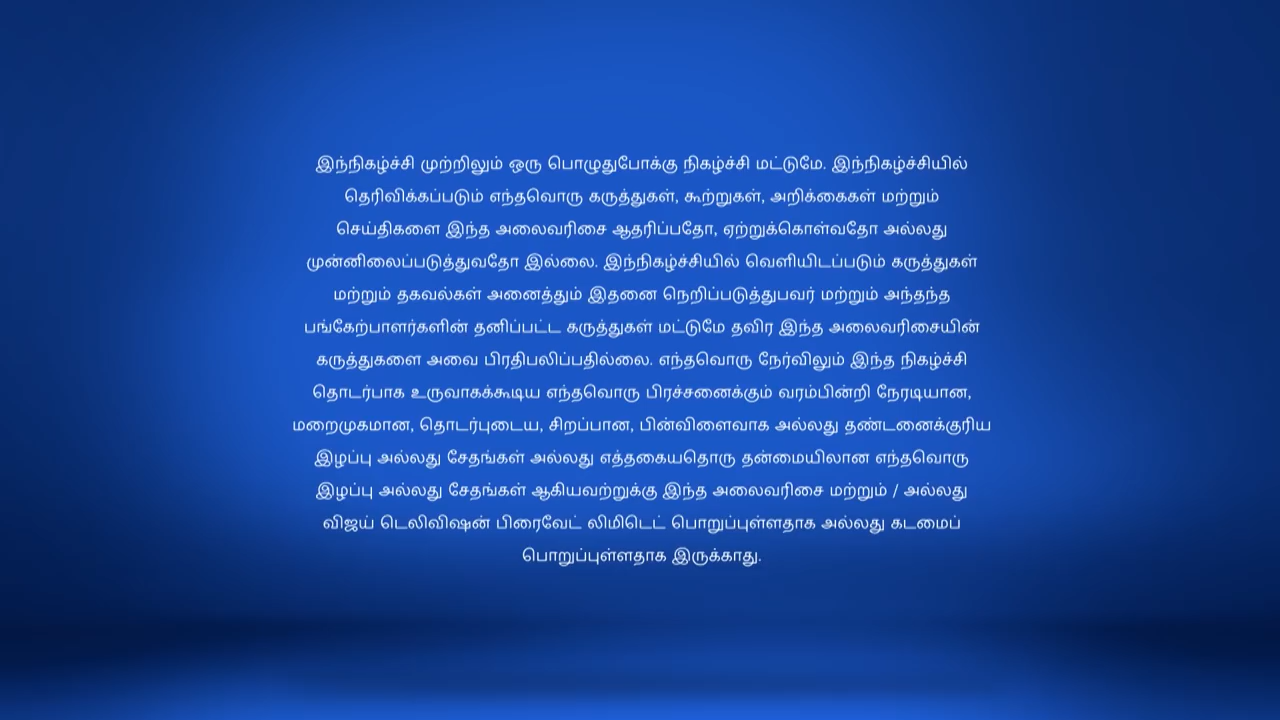 இந்நிகழ்ச்சி முற்றிலும் ஒரு பொழுதுபோக்கு நிகழ்ச்சி மட்டுமே. இந்நிகழ்ச்சியில்
தெரிவிக்கப்படும் எந்தவொரு கருத்துகள், கூற்றுகள், அறிக்கைகள் மற்றும்
செய்திகளை இந்த அலைவரிசை ஆதரிப்பதோ, ஏற்றுக்கொள்வதோ அல்லது
முன்னிலைப்படுத்துவதோ இல்லை. இந்நிகழ்ச்சியில் வெளியிடப்படும் கருத்துகள்
மற்றும் தகவல்கள் அனைத்தும் இதனை நெறிப்படுத்துபவர் மற்றும் அந்தந்த
பங்கேற்பாளர்களின் தனிப்பட்ட கருத்துகள் மட்டுமே தவிர இந்த அலைவரிசையின்
கருத்துகளை அவை பிரதிபலிப்பதில்லை. எந்தவொரு நேர்விலும் இந்த நிகழ்ச்சி
தொடர்பாக உருவாகக்கூடிய எந்தவொரு பிரச்சனைக்கும் வரம்பின்றி நேரடியான,
மறைமுகமான, தொடர்புடைய, சிறப்பான, பின்விளைவாக அல்லது தண்டனைக்குரிய
இழப்பு அல்லது சேதங்கள் அல்லது எத்தகையதொரு தன்மையிலான எந்தவொரு
இழப்பு அல்லது சேதங்கள் ஆகியவற்றுக்கு இந்த அலைவரிசை மற்றும் / அல்லது
விஜய் டெலிவிஷன் பிரைவேட் லிமிடெட் பொறுப்புள்ளதாக அல்லது கடமைப்
பொறுப்புள்ளதாக இருக்காது.